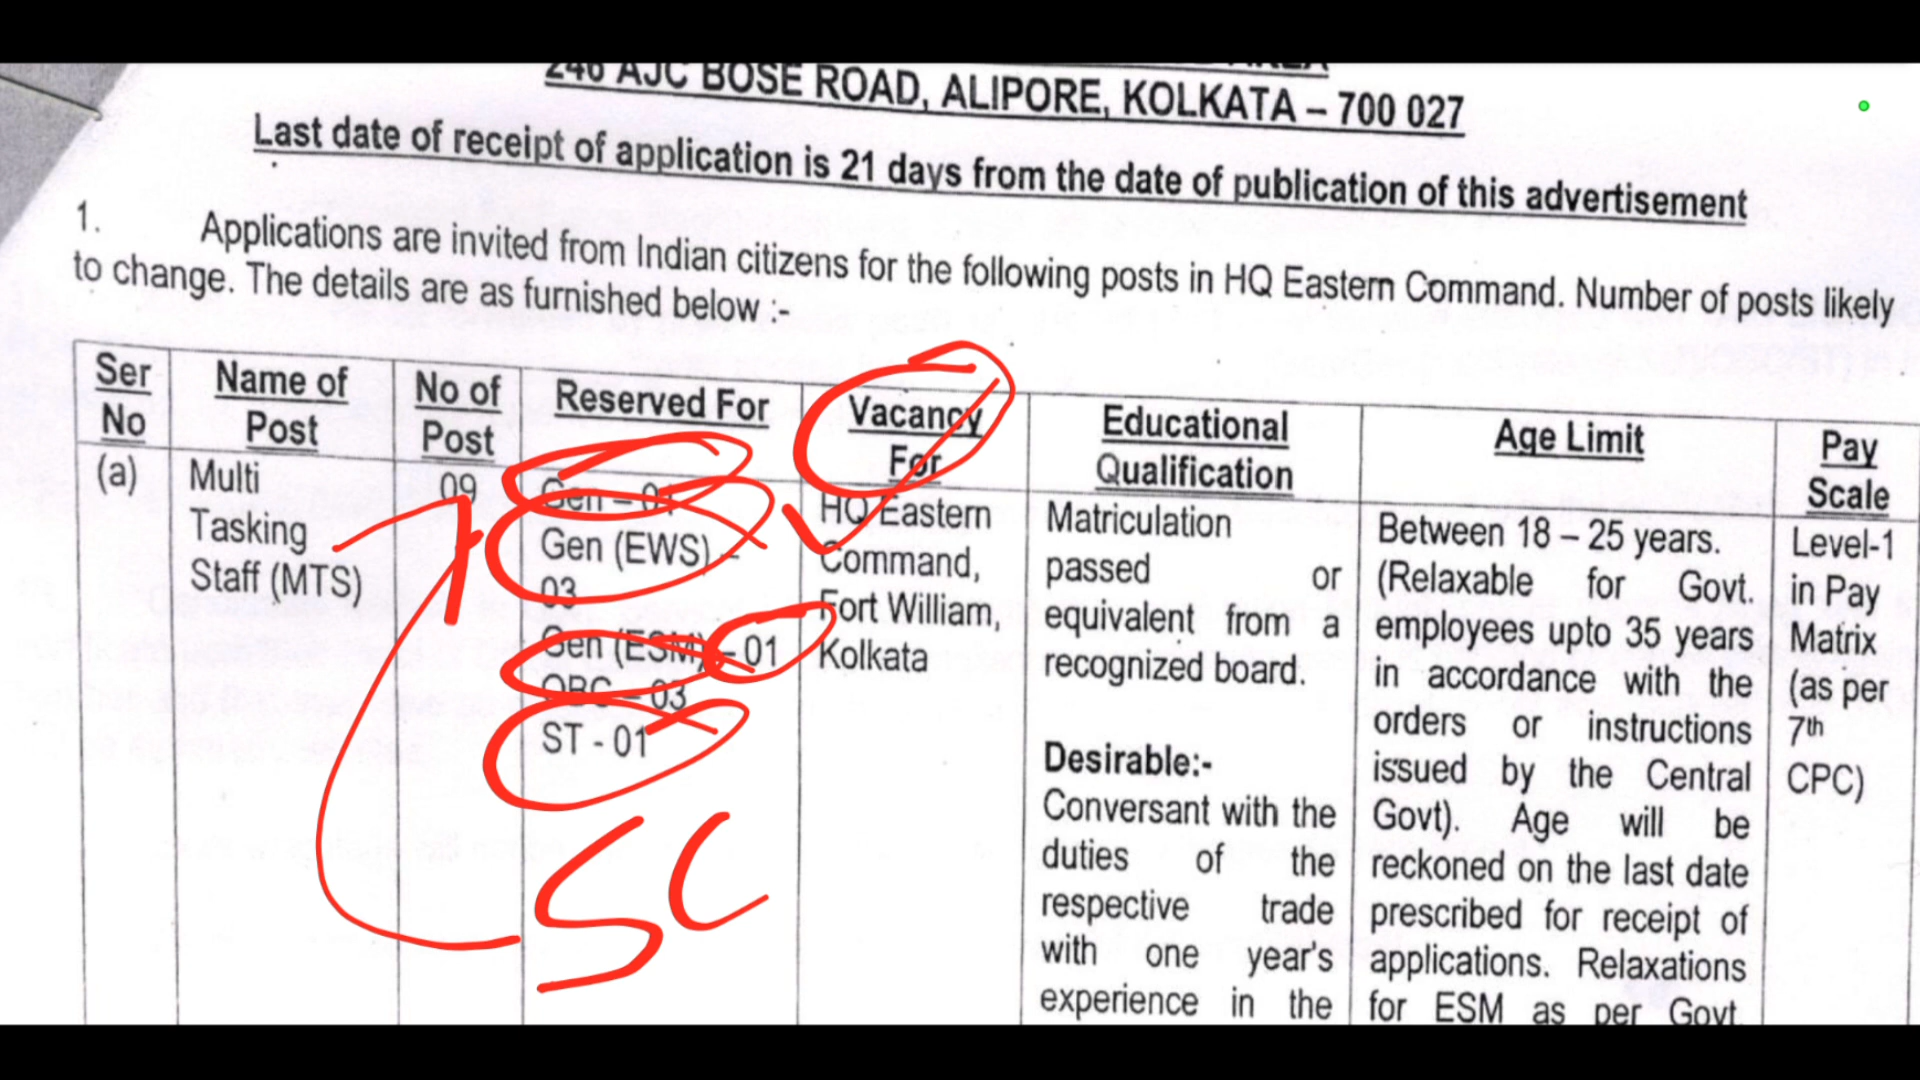 246 AJC BOSE ROAD, ALIPORE, KOLKATA – 700 027
Last date of receipt of application is 21 days from the date of publication of this advertisement
1. Applications are invited from Indian citizens for the following posts in HQ Eastern Command. Number of posts likely
to change. The details are as furnished below :-
Ser
No
Name of
Post
No of
Post
Reserved For
Vacancy
For
Educational
Qualification
Age Limit
Pay
Scale
(a)
Multi
Tasking
Staff (MTS)
09
Gen – 01
Gen (EWS) –
03
Gen (ESM) - 01
OBC – 03
ST - 01
SC
HQ Eastern
Command,
Fort William,
Kolkata
Matriculation
passed or
equivalent from a
recognized board.
Desirable:-
Conversant with the
duties of the
respective trade
with one year's
experience in the
Between 18 – 25 years.
(Relaxable for Govt.
employees upto 35 years
in accordance with the
orders or instructions
issued by the Central
Govt). Age will be
reckoned on the last date
prescribed for receipt of
applications. Relaxations
for ESM as per Govt
Level-1
in Pay
Matrix
(as per
7th
CPC)